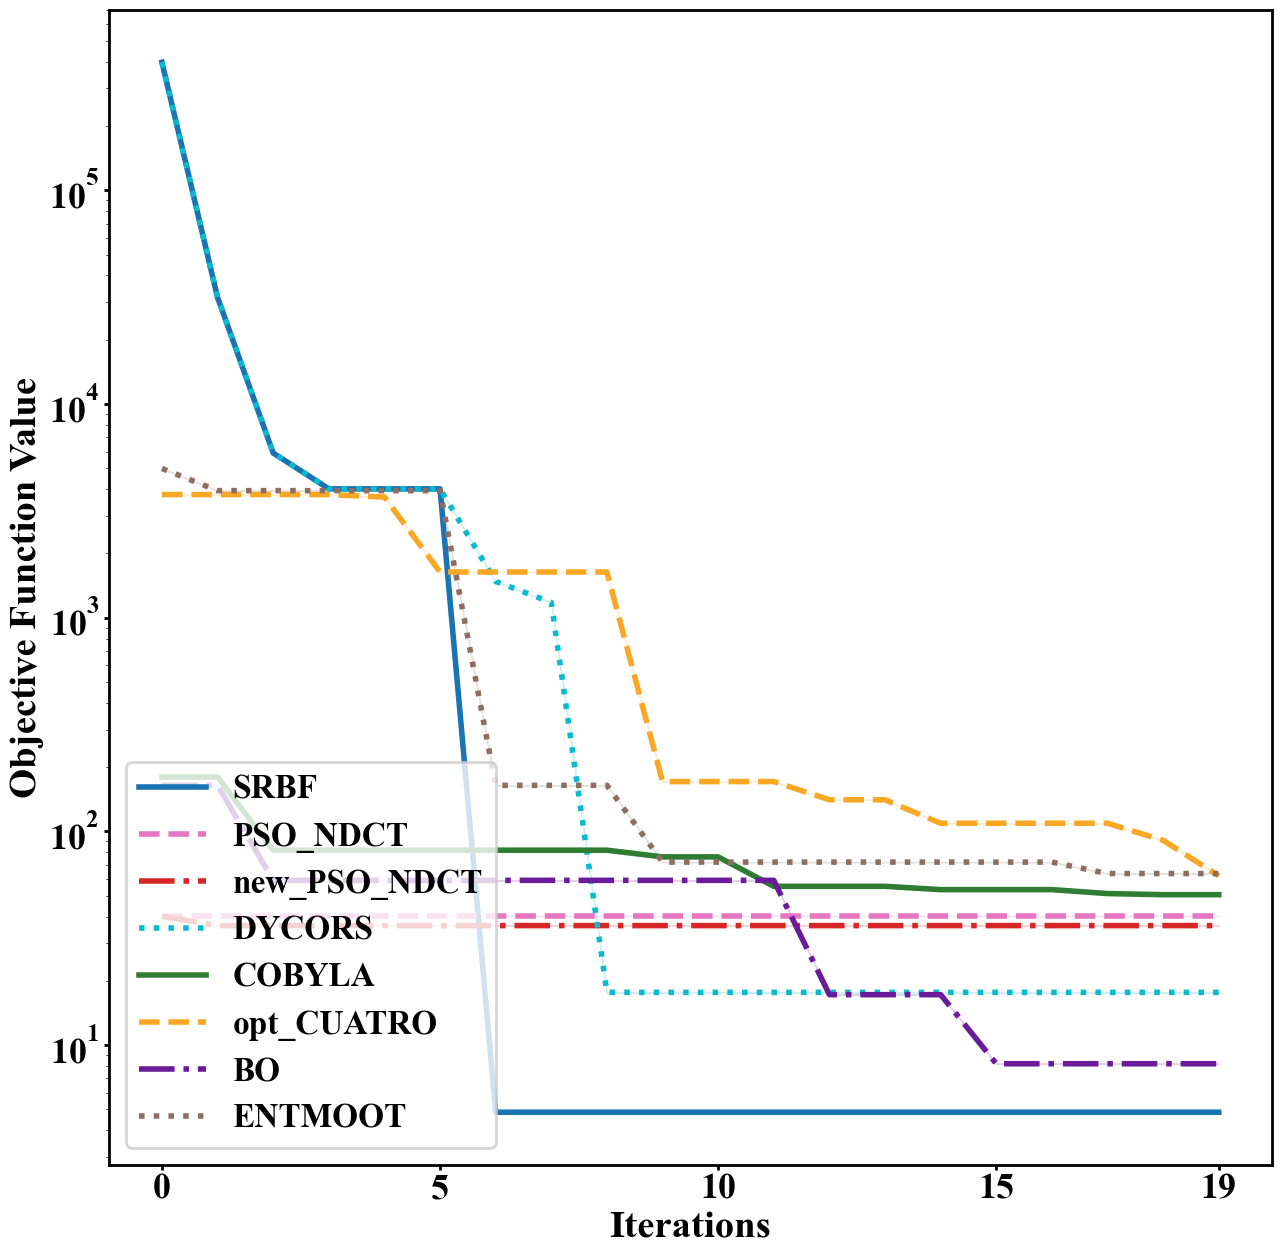 Objective Function Value
10^5
10^4
10^3
10^2
10^1
SRBF
PSO_NDCT
new_PSO_NDCT
DYCORS
COBYLA
opt_CUATRO
BO
ENTMOOT
0 5 10 15 19
Iterations